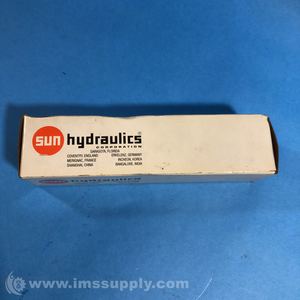 sun hydraulics
CORPORATION
SARASOTA, FLORIDA
COVENTRY, ENGLAND ERKELENZ, GERMANY
MERIGNAC, FRANCE INCHEON, KOREA
SHANGHAI, CHINA BANGALORE, INDIA
© www.imssupply.com